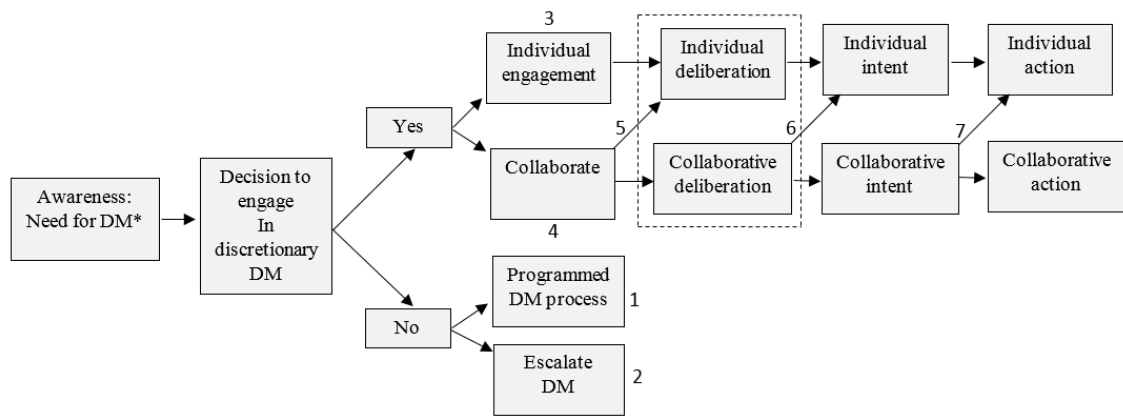 3
Individual
engagement
Individual
deliberation
Individual
intent
Individual
action
Yes
5
6
7
Collaborate
Collaborative
deliberation
Collaborative
intent
Collaborative
action
4
Awareness:
Need for DM*
Decision to
engage
In
discretionary
DM
No
Programmed
DM process
1
Escalate
DM
2